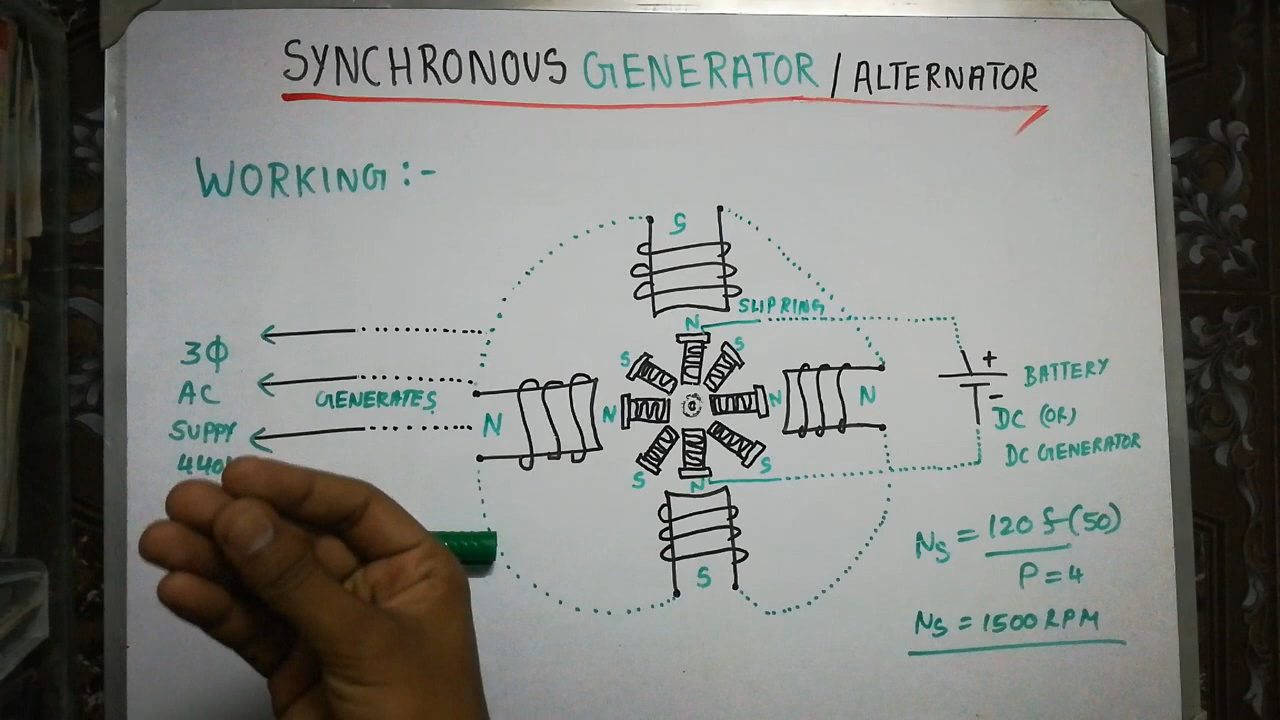 SYNCHRONOUS GENERATOR / ALTERNATOR
WORKING :-
S
SLIPRING
N
S
S
3Φ
AC
SUPPY
GENERATES
N
N
N
N
+
-
BATTERY
DC (OR)
DC GENERATOR
S
S
N
S
Ns = 120 f (50)
P = 4
Ns = 1500 RPM